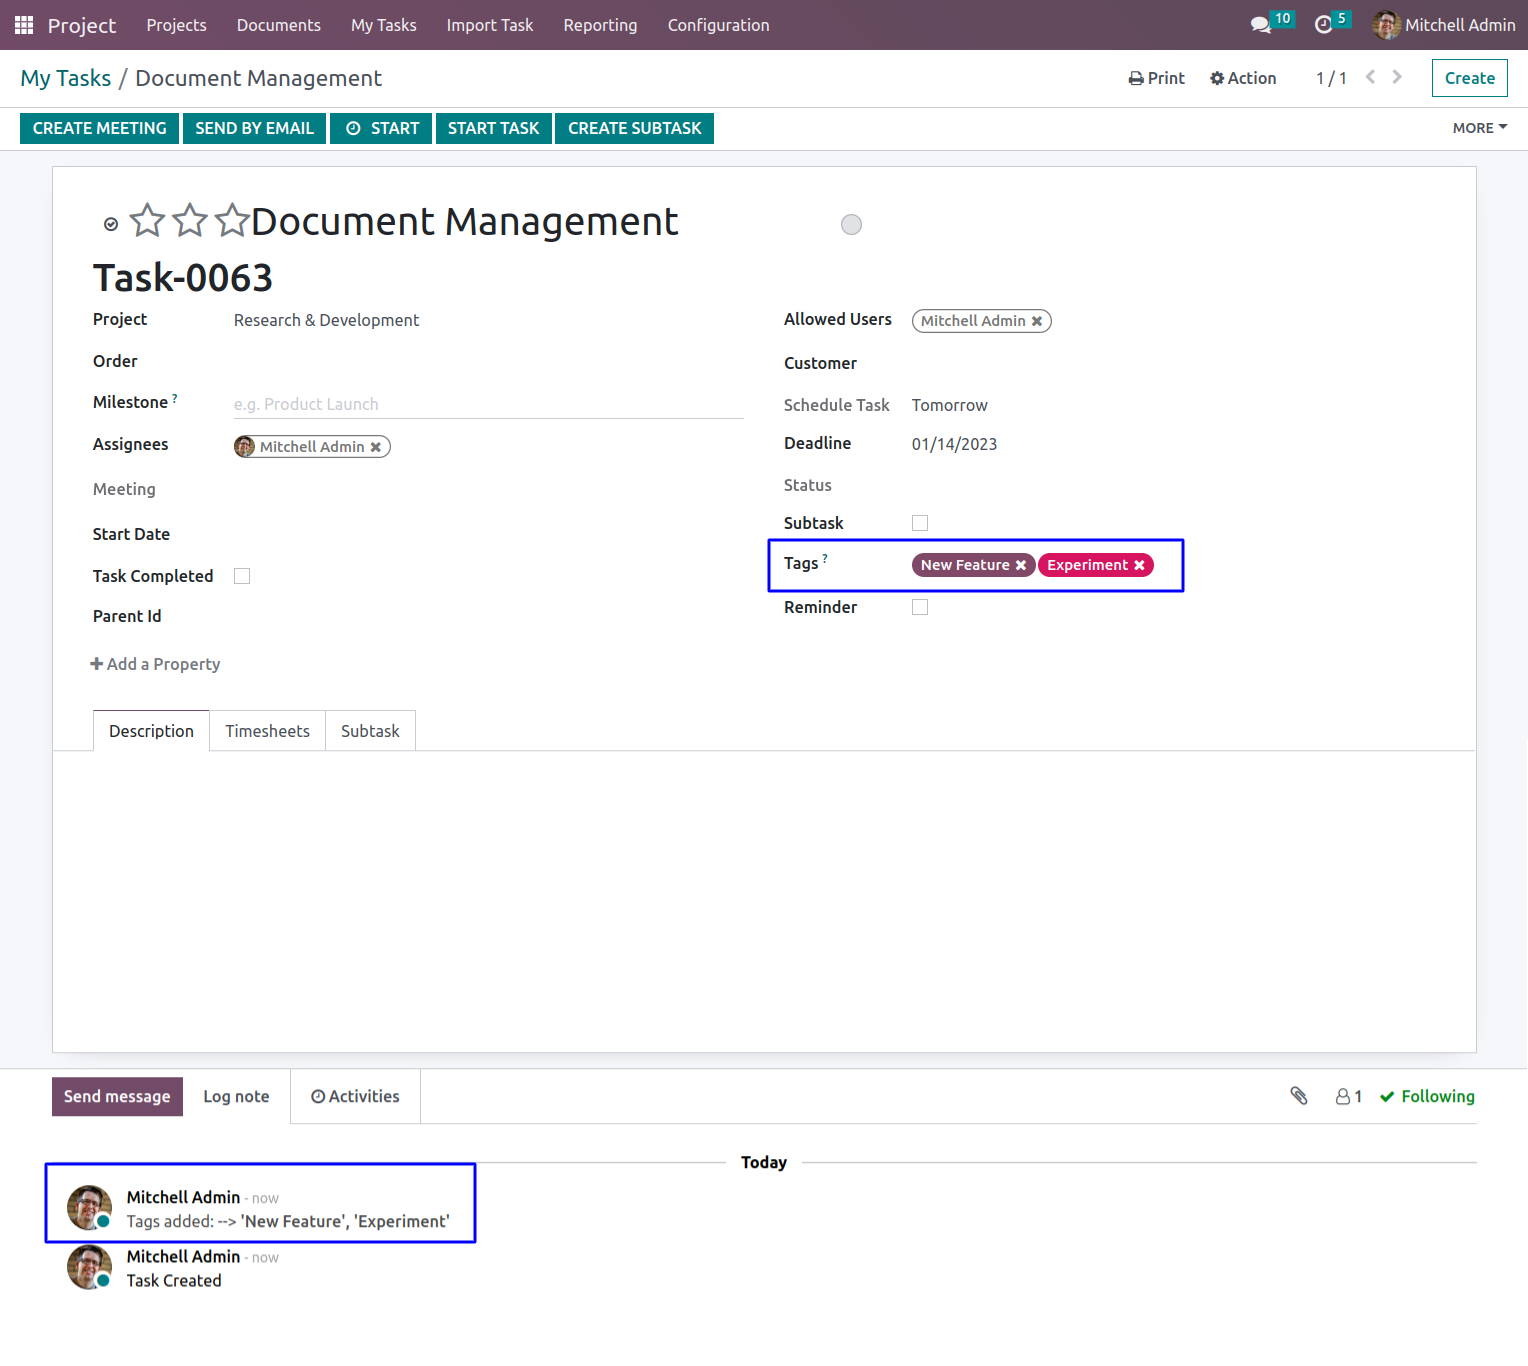 Project Projects Documents My Tasks Import Task Reporting Configuration 10 5 Mitchell Admin
My Tasks / Document Management Print Action 1 / 1 Create
CREATE MEETING SEND BY EMAIL START START TASK CREATE SUBTASK MORE
Document Management
Task-0063
Project Research & Development
Order
Milestone ? e.g. Product Launch
Assignees Mitchell Admin
Meeting
Start Date
Task Completed
Parent Id
Add a Property
Allowed Users Mitchell Admin
Customer
Schedule Task Tomorrow
Deadline 01/14/2023
Status
Subtask
Tags ? New Feature Experiment
Reminder
Description Timesheets Subtask
Send message Log note Activities 1 Following
Today
Mitchell Admin - now
Tags added: --> 'New Feature', 'Experiment'
Mitchell Admin - now
Task Created